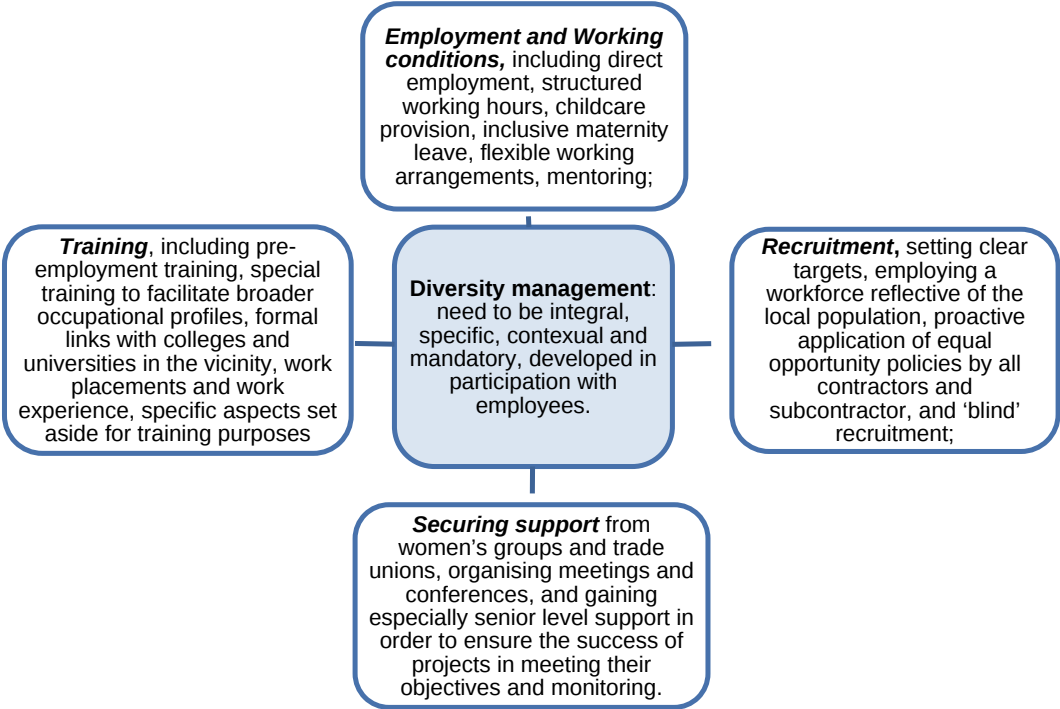 Employment and Working
conditions, including direct
employment, structured
working hours, childcare
provision, inclusive maternity
leave, flexible working
arrangements, mentoring;
Training, including pre-
employment training, special
training to facilitate broader
occupational profiles, formal
links with colleges and
universities in the vicinity, work
placements and work
experience, specific aspects set
aside for training purposes
Diversity management:
need to be integral,
specific, contexual and
mandatory, developed in
participation with
employees.
Recruitment, setting clear
targets, employing a
workforce reflective of the
local population, proactive
application of equal
opportunity policies by all
contractors and
subcontractor, and ‘blind’
recruitment;
Securing support from
women’s groups and trade
unions, organising meetings and
conferences, and gaining
especially senior level support in
order to ensure the success of
projects in meeting their
objectives and monitoring.